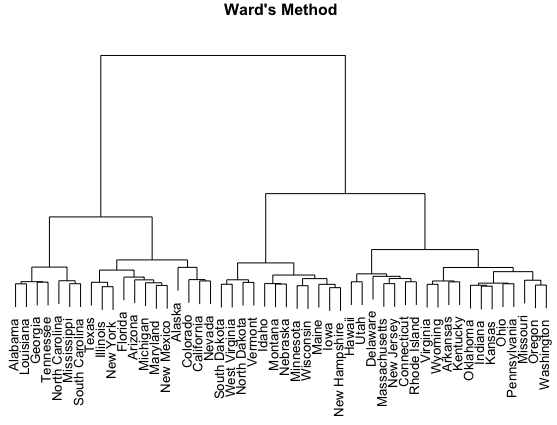 Ward's Method
Alabama
Louisiana
Georgia
Tennessee
North Carolina
Mississippi
South Carolina
Texas
Illinois
New York
Florida
Arizona
Michigan
Maryland
New Mexico
Alaska
Colorado
California
Nevada
South Dakota
West Virginia
North Dakota
Vermont
Idaho
Montana
Nebraska
Minnesota
Wisconsin
Maine
Iowa
New Hampshire
Hawaii
Utah
Delaware
Massachusetts
New Jersey
Connecticut
Rhode Island
Virginia
Wyoming
Arkansas
Kentucky
Oklahoma
Indiana
Kansas
Ohio
Pennsylvania
Missouri
Oregon
Washington